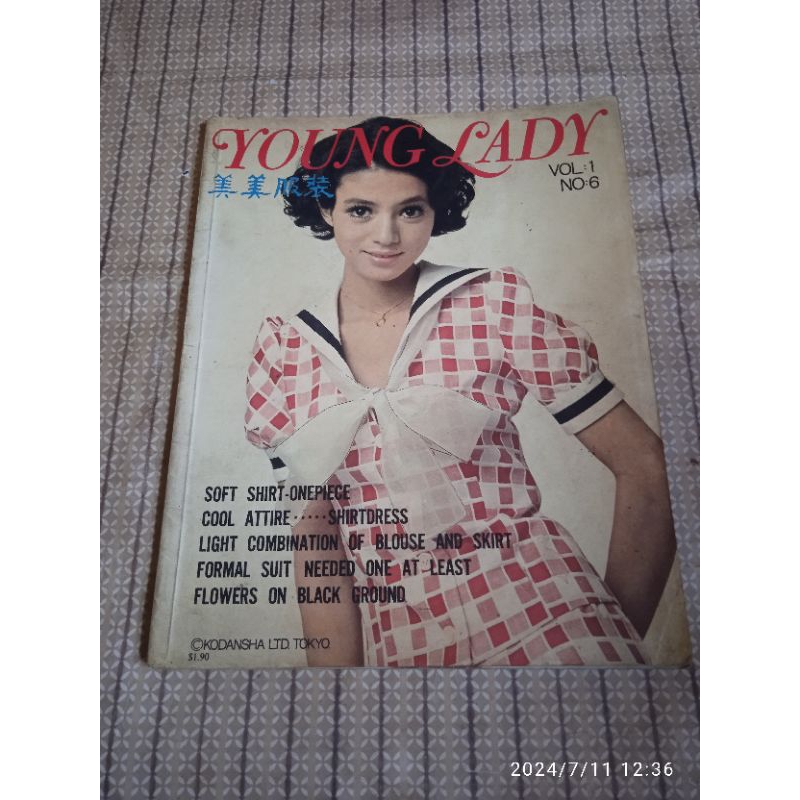 YOUNG LADY
美美服装
VOL:1
NO:6
SOFT SHIRT-ONEPIECE
COOL ATTIRE·····SHIRTDRESS
LIGHT COMBINATION OF BLOUSE AND SKIRT
FORMAL SUIT NEEDED ONE AT LEAST
FLOWERS ON BLACK GROUND
©KODANSHA LTD. TOKYO
$1.90
2024/7/11 12:36